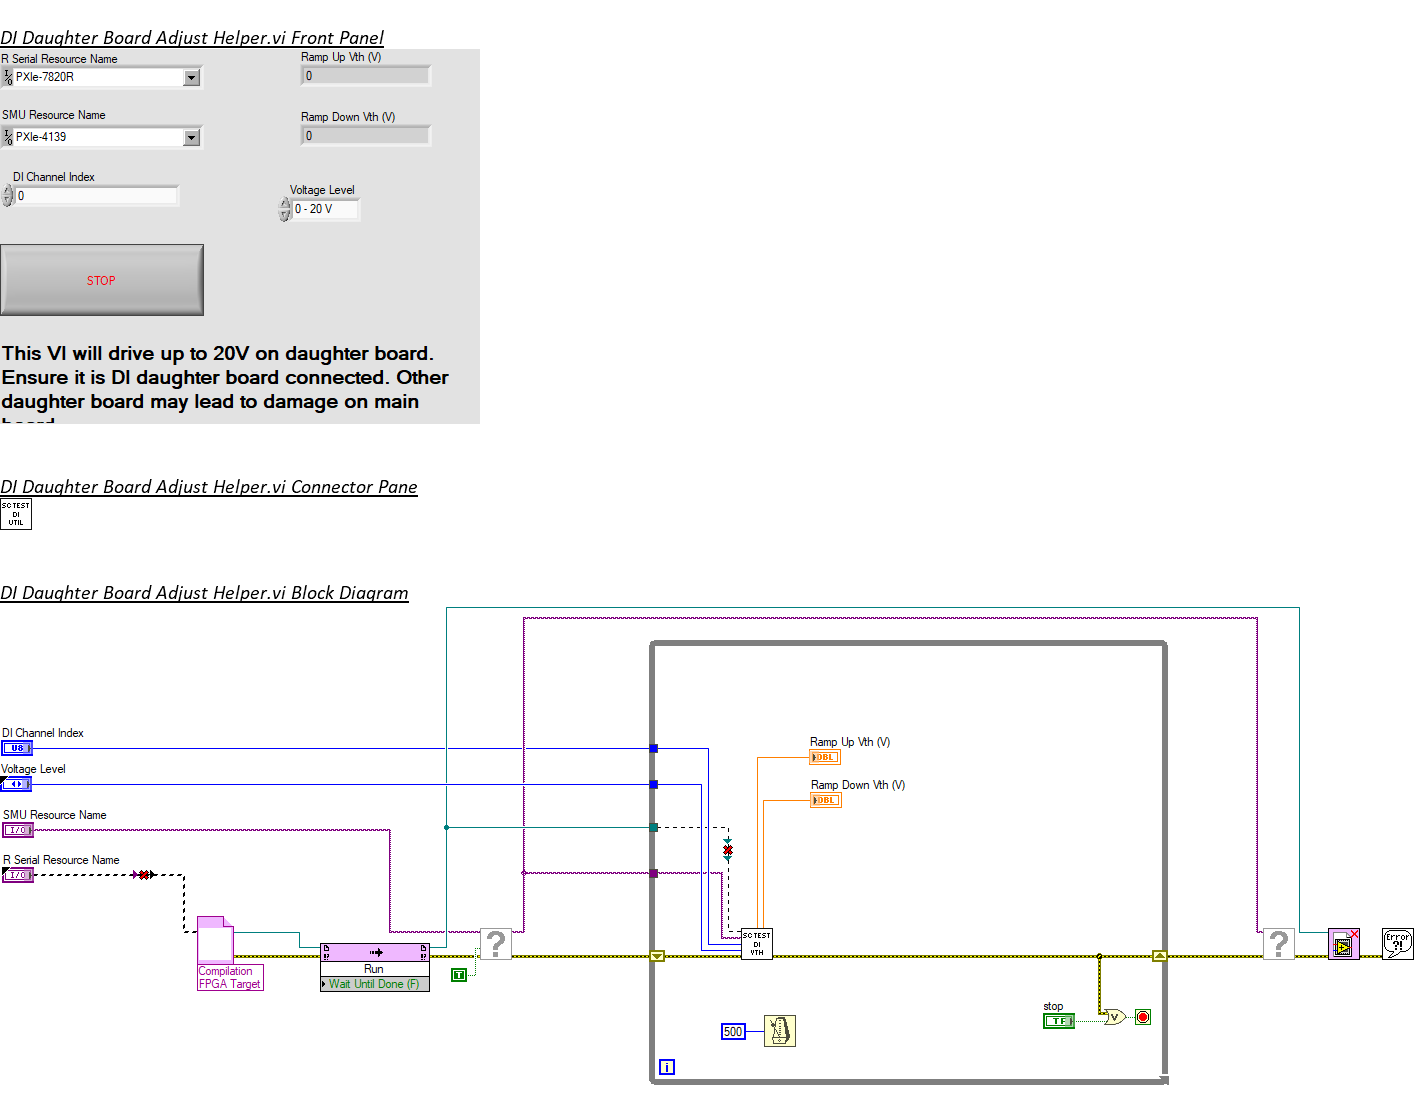 DI Daughter Board Adjust Helper.vi Front Panel
R Serial Resource Name
PXIe-7820R
Ramp Up Vth (V)
0
SMU Resource Name
PXIe-4139
Ramp Down Vth (V)
0
DI Channel Index
0
Voltage Level
0 - 20 V
STOP
This VI will drive up to 20V on daughter board.
Ensure it is DI daughter board connected. Other
daughter board may lead to damage on main
DI Daughter Board Adjust Helper.vi Connector Pane
SC TEST
DI
UTIL
DI Daughter Board Adjust Helper.vi Block Diagram
DI Channel Index
U8
Voltage Level
SMU Resource Name
I/O
R Serial Resource Name
I/O
Compilation
FPGA Target
Run
Wait Until Done (F)
T
?
Ramp Up Vth (V)
DBL
Ramp Down Vth (V)
DBL
SC TEST
DI
VTH
500
i
stop
TF
V
?
Error
?!